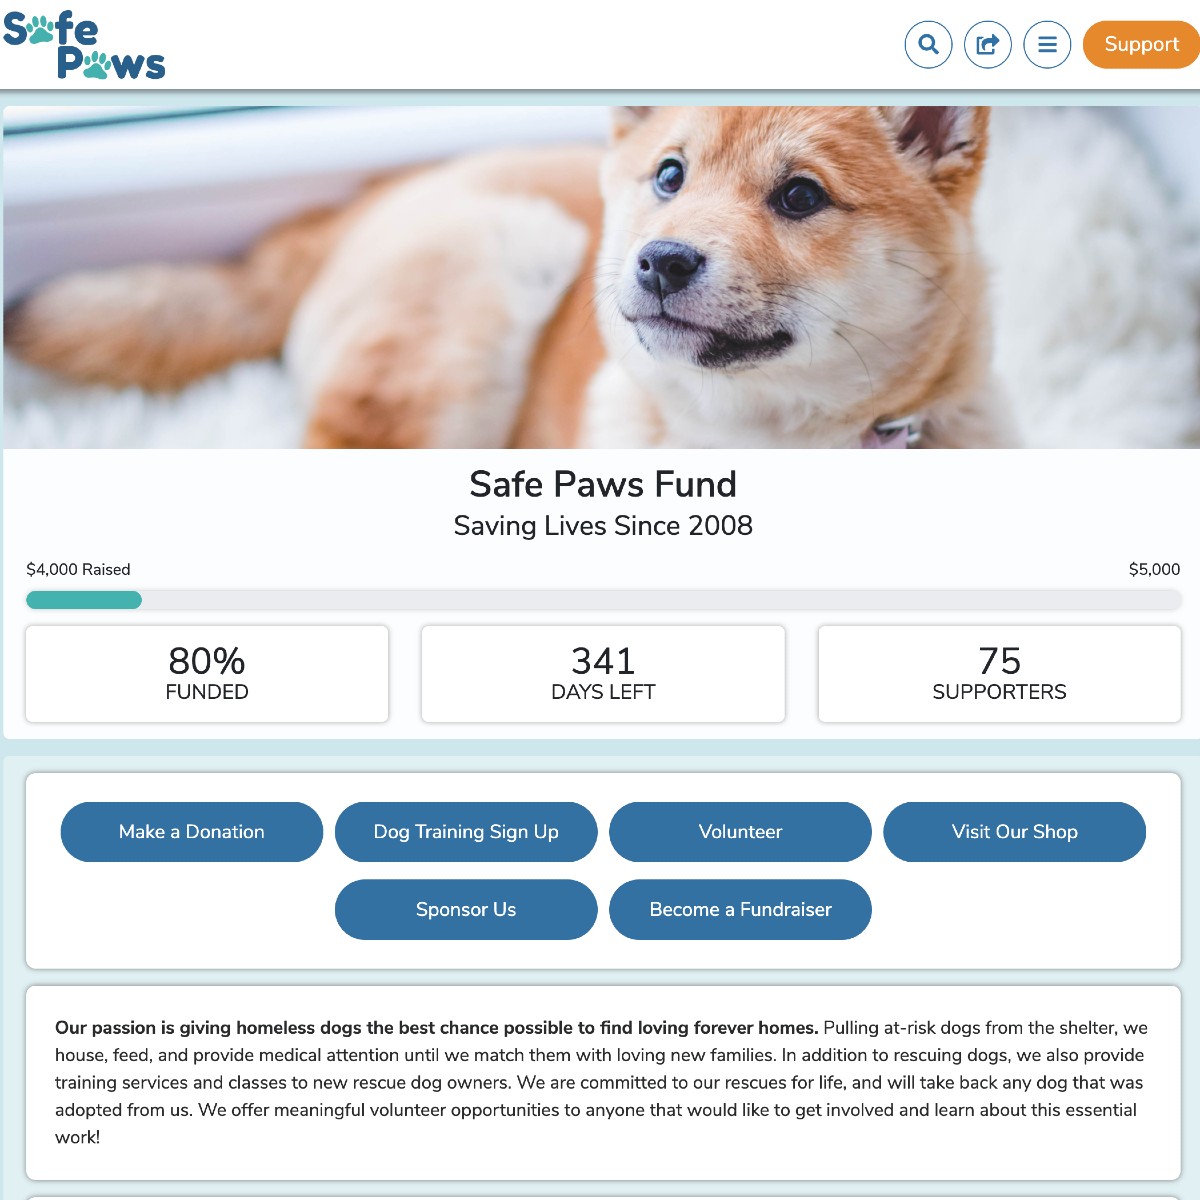 Safe
Paws
Support
Safe Paws Fund
Saving Lives Since 2008
$4,000 Raised
$5,000
80%
FUNDED
341
DAYS LEFT
75
SUPPORTERS
Make a Donation
Dog Training Sign Up
Volunteer
Visit Our Shop
Sponsor Us
Become a Fundraiser
Our passion is giving homeless dogs the best chance possible to find loving forever homes. Pulling at-risk dogs from the shelter, we
house, feed, and provide medical attention until we match them with loving new families. In addition to rescuing dogs, we also provide
training services and classes to new rescue dog owners. We are committed to our rescues for life, and will take back any dog that was
adopted from us. We offer meaningful volunteer opportunities to anyone that would like to get involved and learn about this essential
work!